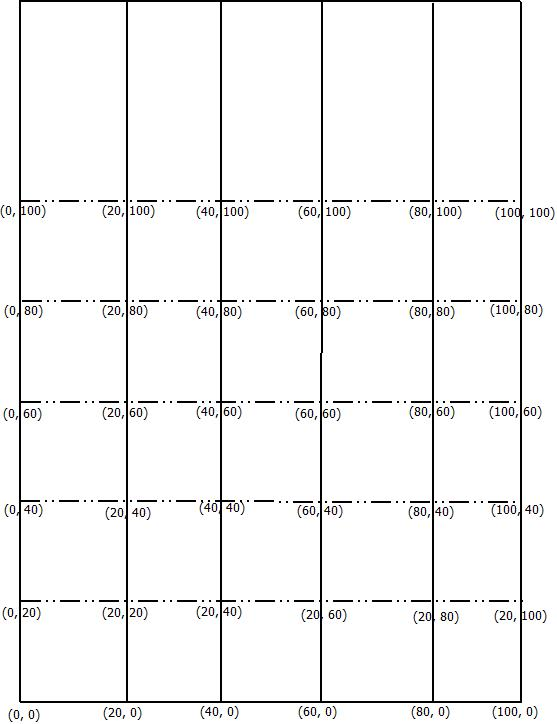 (0, 100) (20, 100) (40, 100) (60, 100) (80, 100) (100, 100)
(0, 80) (20, 80) (40, 80) (60, 80) (80, 80) (100, 80)
(0, 60) (20, 60) (40, 60) (60, 60) (80, 60) (100, 60)
(0, 40) (20, 40) (40, 40) (60, 40) (80, 40) (100, 40)
(0, 20) (20, 20) (20, 40) (20, 60) (20, 80) (20, 100)
(0, 0) (20, 0) (40, 0) (60, 0) (80, 0) (100, 0)